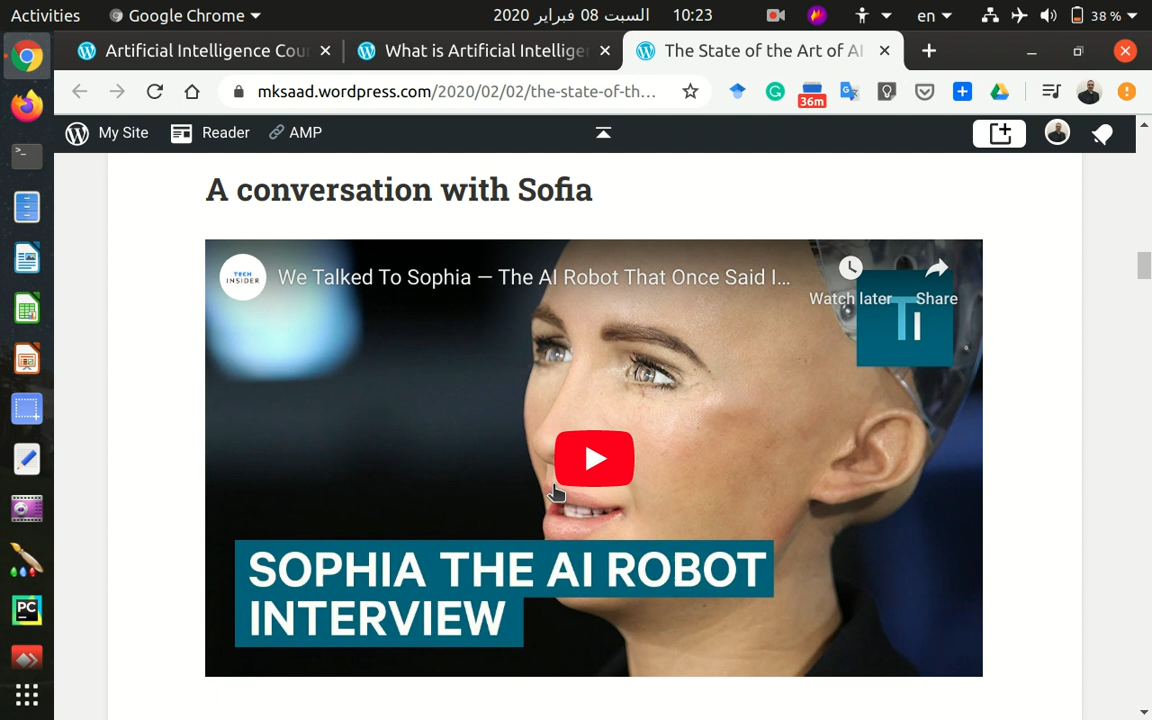 Activities
Google Chrome
السبت 08 فبراير 2020
10:23
en
38 %
Artificial Intelligence Cou
What is Artificial Intellige
The State of the Art of AI
mksaad.wordpress.com/2020/02/02/the-state-of-th...
36m
My Site
Reader
AMP
A conversation with Sofia
TECH
INSIDER
We Talked To Sophia — The AI Robot That Once Said I...
Watch later
Share
TI
SOPHIA THE AI ROBOT
INTERVIEW
PC